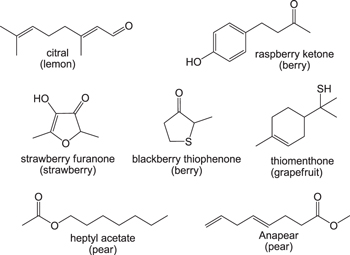 O
citral
(lemon)
O
HO
raspberry ketone
(berry)
HO
O
O
strawberry furanone
(strawberry)
O
S
blackberry thiophenone
(berry)
SH
thiomenthone
(grapefruit)
O
O
heptyl acetate
(pear)
O
O
Anapear
(pear)